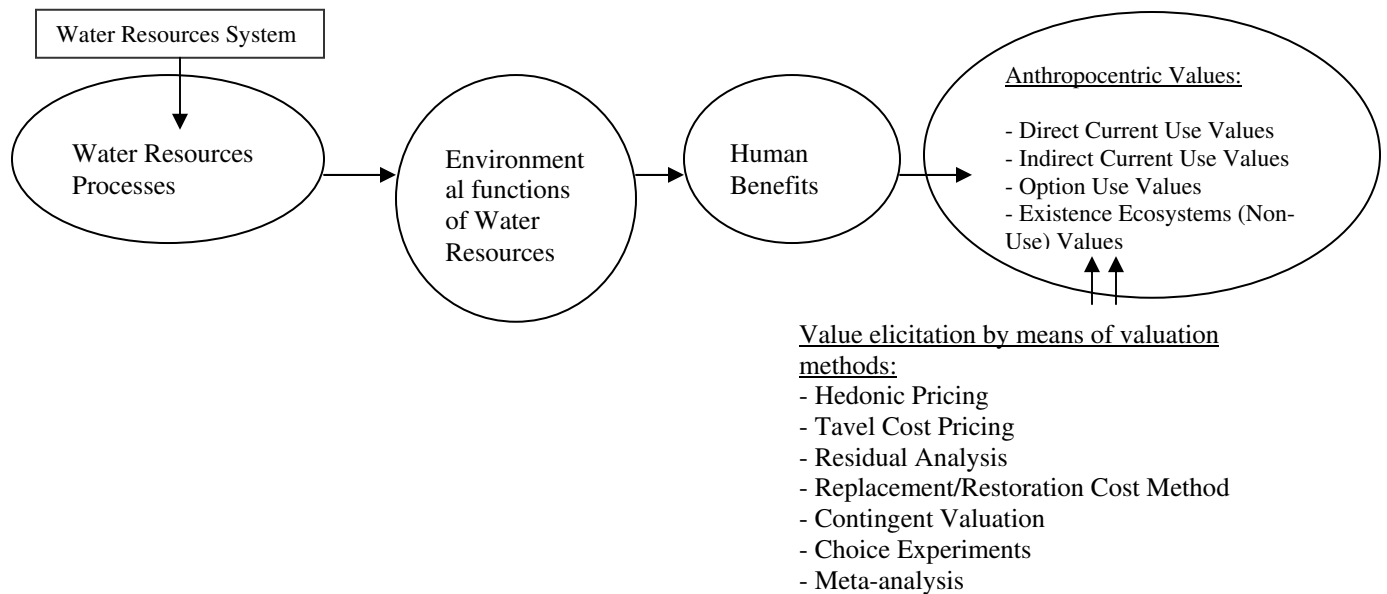 Water Resources System
Water Resources
Processes
Environment
al functions
of Water
Resources
Human
Benefits
Anthropocentric Values:
- Direct Current Use Values
- Indirect Current Use Values
- Option Use Values
- Existence Ecosystems (Non-
Use) Values
Value elicitation by means of valuation
methods:
- Hedonic Pricing
- Tavel Cost Pricing
- Residual Analysis
- Replacement/Restoration Cost Method
- Contingent Valuation
- Choice Experiments
- Meta-analysis